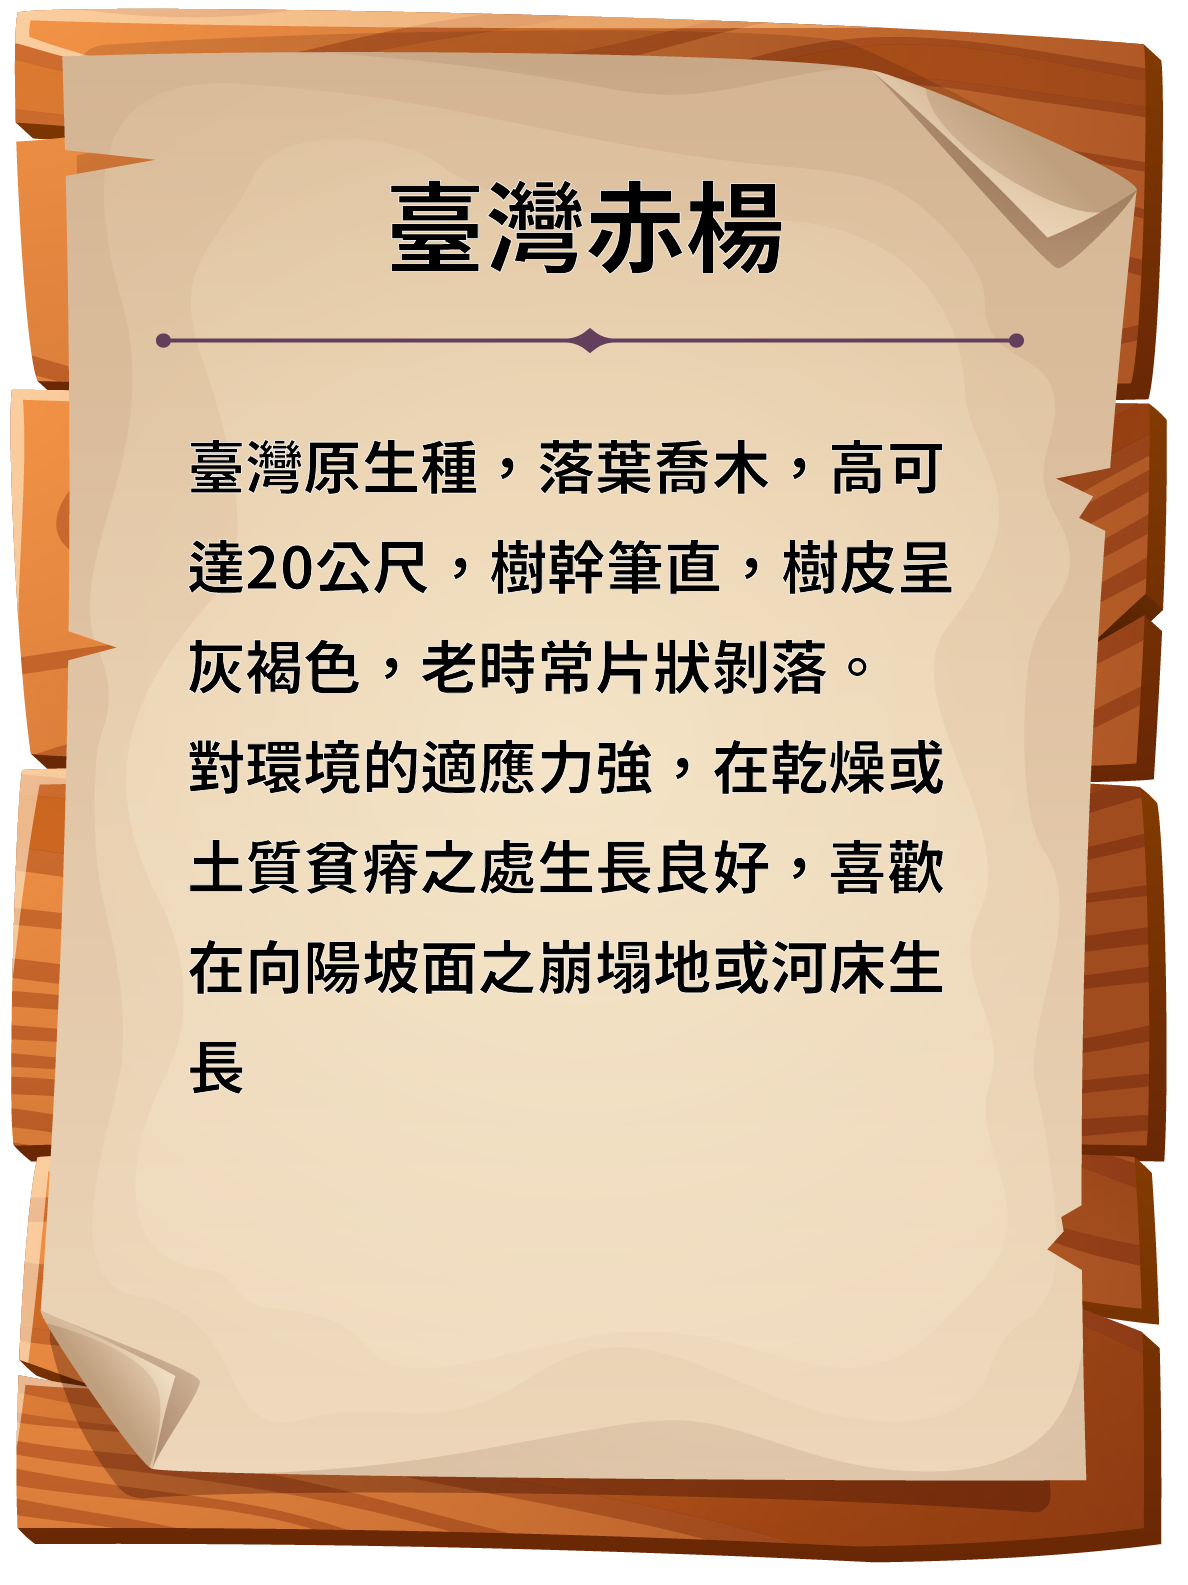 臺灣赤楊
臺灣原生種，落葉喬木，高可
達20公尺，樹幹筆直，樹皮呈
灰褐色，老時常片狀剝落。
對環境的適應力強，在乾燥或
土質貧瘠之處生長良好，喜歡
在向陽坡面之崩塌地或河床生
長